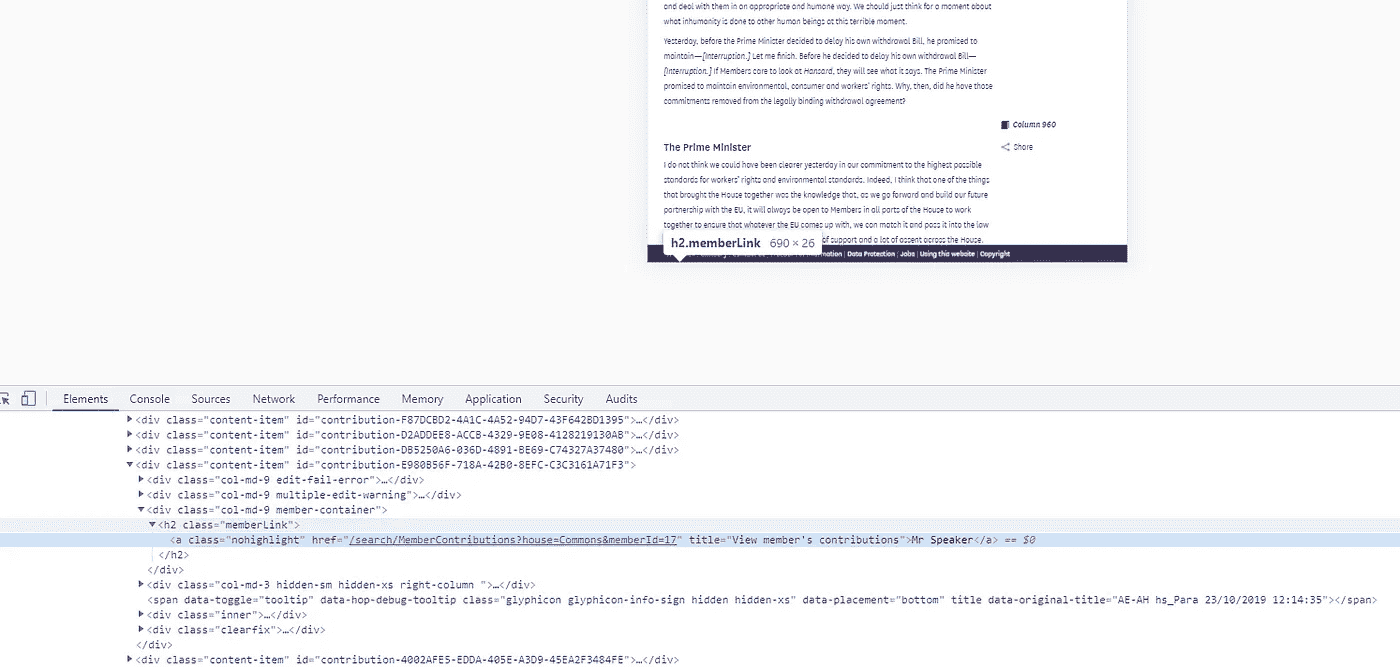 and deal with them in an appropriate and humane way. We should just think for a moment about
what inhumanity is done to other human beings at this terrible moment.
Yesterday, before the Prime Minister decided to delay his own withdrawal Bill, he promised to
maintain—[Interruption.] Let me finish. Before he decided to delay his own withdrawal Bill—
[Interruption.] If Members care to look at Hansard, they will see what it says. The Prime Minister
promised to maintain environmental, consumer and workers' rights. Why, then, did he have those
commitments removed from the legally binding withdrawal agreement?
Column 960
The Prime Minister
Share
I do not think we could have been clearer yesterday in our commitment to the highest possible
standards for workers' rights and environmental standards. Indeed, I think that one of the things
that brought the House together was the knowledge that, as we go forward and build our future
partnership with the EU, it will always be open to Members in all parts of the House to work
together to ensure that whatever the EU comes up with, we can match it and pass it into the law
of support and a lot of assent across the House.
h2.memberLink 690 × 26
| Data Protection | Jobs | Using this website | Copyright
Elements Console Sources Network Performance Memory Application Security Audits
<div class="content-item" id="contribution-F87DCBD2-4A1C-4A52-94D7-43F642BD1395">…</div>
<div class="content-item" id="contribution-D2ADDEE8-ACCB-4329-9E08-4128219130AB">…</div>
<div class="content-item" id="contribution-DB5250A6-036D-4891-BE69-C74327A37480">…</div>
<div class="content-item" id="contribution-E980B56F-718A-42B0-8EFC-C3C3161A71F3">
<div class="col-md-9 edit-fail-error">…</div>
<div class="col-md-9 multiple-edit-warning">…</div>
<div class="col-md-9 member-container">
<h2 class="memberLink">
<a class="nohighlight" href="/search/MemberContributions?house=Commons&memberId=17" title="View member's contributions">Mr Speaker</a> == $0
</h2>
</div>
<div class="col-md-3 hidden-sm hidden-xs right-column ">…</div>
<span data-toggle="tooltip" data-hop-debug-tooltip class="glyphicon glyphicon-info-sign hidden hidden-xs" data-placement="bottom" title data-original-title="AE-AH hs_Para 23/10/2019 12:14:35"></span>
<div class="inner">…</div>
<div class="clearfix">…</div>
</div>
<div class="content-item" id="contribution-4002AFE5-EDDA-405E-A3D9-45EA2F3484FE">…</div>